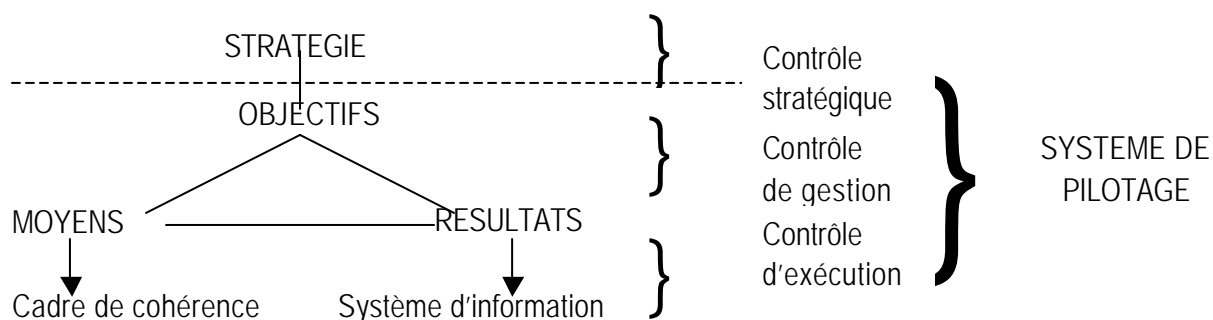 STRATEGIE
OBJECTIFS
MOYENS
RESULTATS
Cadre de cohérence
Système d'information
Contrôle
stratégique
Contrôle
de gestion
Contrôle
d'exécution
SYSTEME DE
PILOTAGE